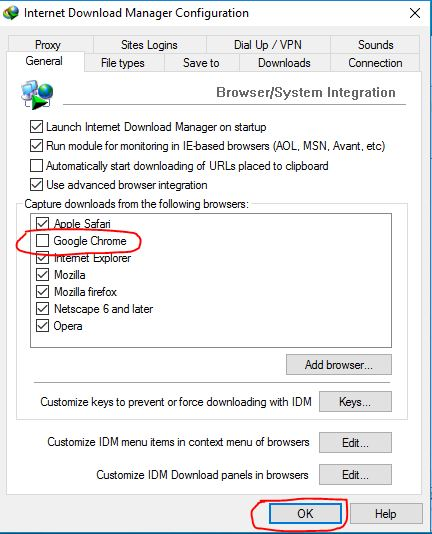 Internet Download Manager Configuration
Proxy Sites Logins Dial Up / VPN Sounds
General File types Save to Downloads Connection
Browser/System Integration
Launch Internet Download Manager on startup
Run module for monitoring in IE-based browsers (AOL, MSN, Avant, etc)
Automatically start downloading of URLs placed to clipboard
Use advanced browser integration
Capture downloads from the following browsers:
Apple Safari
Google Chrome
Internet Explorer
Mozilla
Mozilla firefox
Netscape 6 and later
Opera
Add browser...
Customize keys to prevent or force downloading with IDM Keys...
Customize IDM menu items in context menu of browsers Edit...
Customize IDM Download panels in browsers Edit...
OK Help